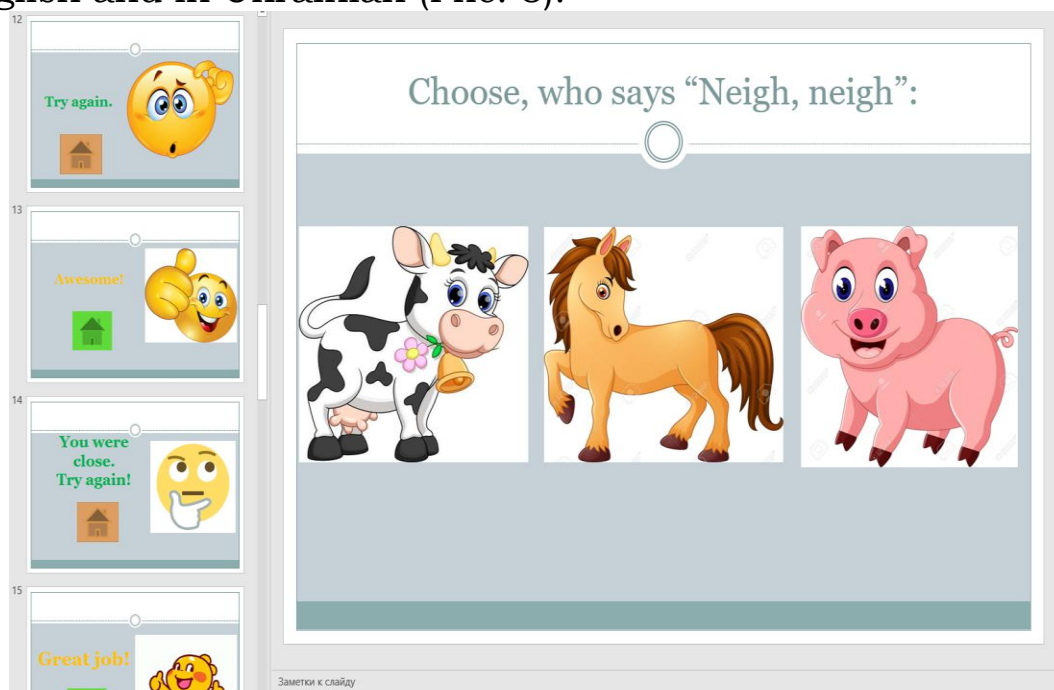 12
Try again.
13
Awesome!
14
You were
close.
Try again!
15
Great job!
Choose, who says “Neigh, neigh”:
Заметки к слайду